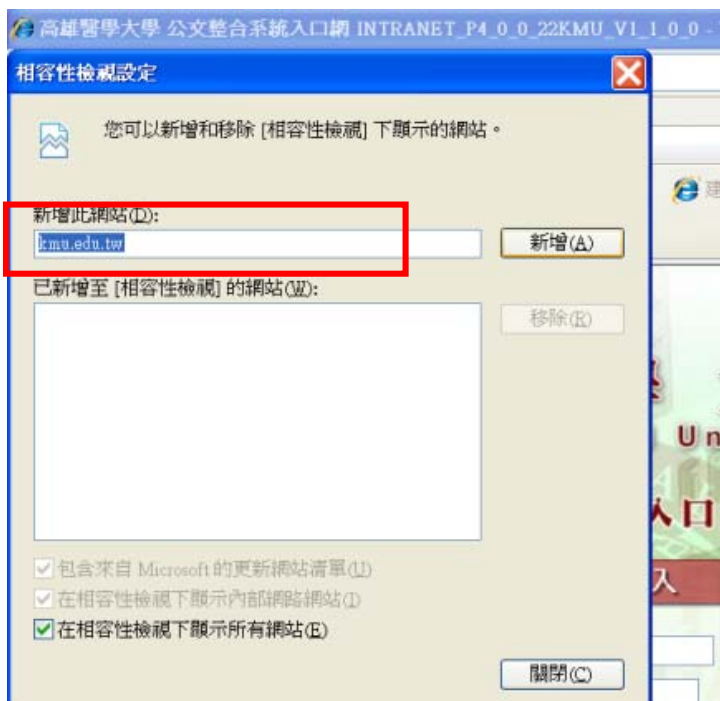 高雄醫學大學 公文整合系統入口網 INTRANET_P4_0_0_22KMU_V1_1_0_0 -
相容性檢視設定
您可以新增和移除 [相容性檢視] 下顯示的網站。
建
新增此網站(D):
kmu.edu.tw
新增(A)
已新增至 [相容性檢視] 的網站(W):
移除(R)
Un
入口
入
包含來自 Microsoft 的更新網站清單(U)
在相容性檢視下顯示內部網路網站(I)
在相容性檢視下顯示所有網站(E)
關閉(C)